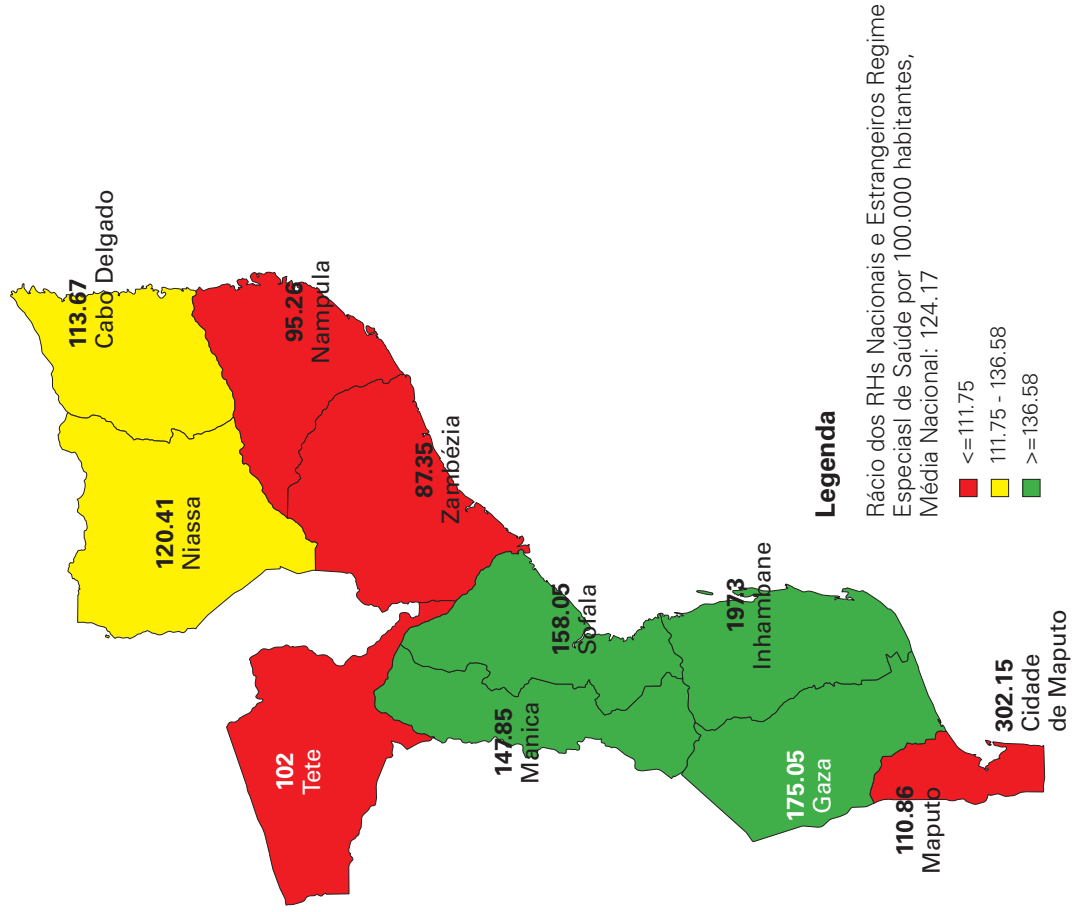 113.67
Cabo Delgado
120.41
Niassa
95.26
Nampula
87.35
Zambézia
102
Tete
158.05
Sofala
147.85
Manica
197.3
Inhambane
175.05
Gaza
110.86
Maputo
302.15
Cidade
de Maputo
Legenda
Rácio dos RHs Nacionais e Estrangeiros Regime
Especiasl de Saúde por 100.000 habitantes,
Média Nacional: 124.17
<=111.75
111.75 - 136.58
>=136.58